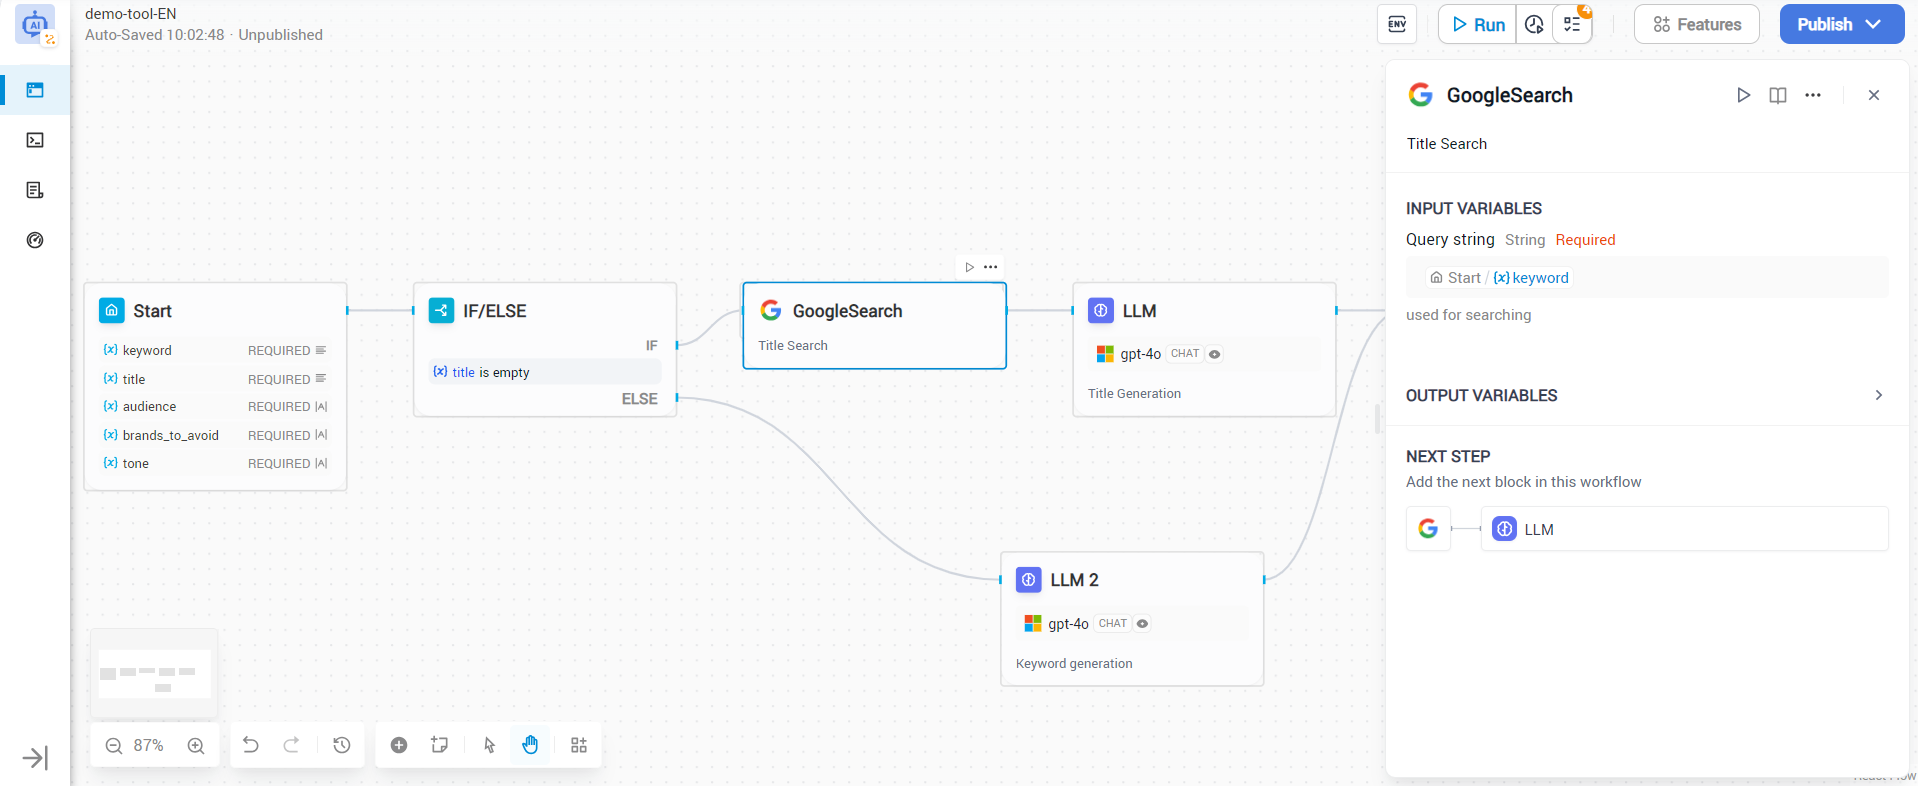 demo-tool-EN
Auto-Saved 10:02:48 · Unpublished
ENV
Run
4
Features
Publish
Start
keyword REQUIRED
title REQUIRED
audience REQUIRED
brands_to_avoid REQUIRED
tone REQUIRED
IF/ELSE
IF
{x} title is empty
ELSE
GoogleSearch
Title Search
LLM
gpt-4o CHAT
Title Generation
LLM 2
gpt-4o CHAT
Keyword generation
87%
GoogleSearch
Title Search
INPUT VARIABLES
Query string String Required
Start / {x} keyword
used for searching
OUTPUT VARIABLES
NEXT STEP
Add the next block in this workflow
LLM